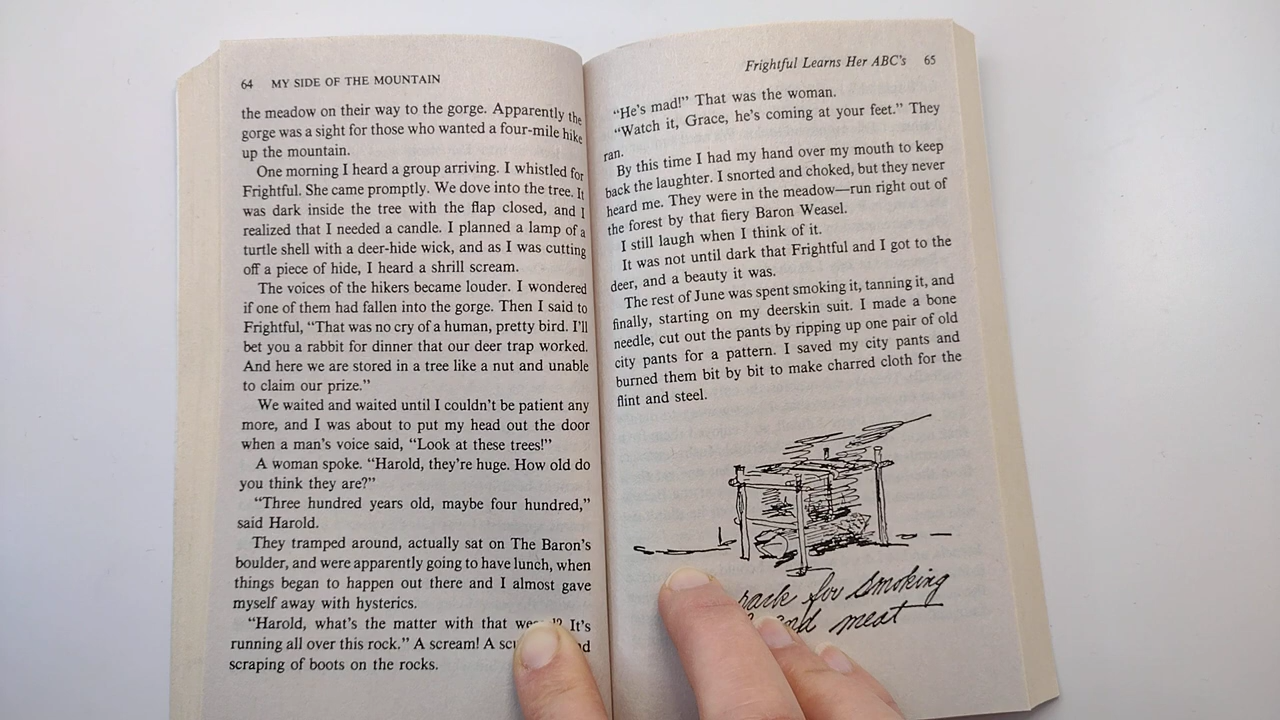 64 MY SIDE OF THE MOUNTAIN
the meadow on their way to the gorge. Apparently the
gorge was a sight for those who wanted a four-mile hike
up the mountain.
One morning I heard a group arriving. I whistled for
Frightful. She came promptly. We dove into the tree. It
was dark inside the tree with the flap closed, and I
realized that I needed a candle. I planned a lamp of a
turtle shell with a deer-hide wick, and as I was cutting
off a piece of hide, I heard a shrill scream.
The voices of the hikers became louder. I wondered
if one of them had fallen into the gorge. Then I said to
Frightful, “That was no cry of a human, pretty bird. I’ll
bet you a rabbit for dinner that our deer trap worked.
And here we are stored in a tree like a nut and unable
to claim our prize.”
We waited and waited until I couldn’t be patient any
more, and I was about to put my head out the door
when a man’s voice said, “Look at these trees!”
A woman spoke. “Harold, they’re huge. How old do
you think they are?”
“Three hundred years old, maybe four hundred,”
said Harold.
They tramped around, actually sat on The Baron’s
boulder, and were apparently going to have lunch, when
things began to happen out there and I almost gave
myself away with hysterics.
“Harold, what’s the matter with that It’s
running all over this rock.” A scream! A
scraping of boots on the rocks.
Frightful Learns Her ABC’s 65
“He’s mad!” That was the woman.
“Watch it, Grace, he’s coming at your feet.” They
ran.
By this time I had my hand over my mouth to keep
back the laughter. I snorted and choked, but they never
heard me. They were in the meadow—run right out of
the forest by that fiery Baron Weasel.
I still laugh when I think of it.
It was not until dark that Frightful and I got to the
deer, and a beauty it was.
The rest of June was spent smoking it, tanning it, and
finally, starting on my deerskin suit. I made a bone
needle, cut out the pants by ripping up one pair of old
city pants for a pattern. I saved my city pants and
burned them bit by bit to make charred cloth for the
flint and steel.
rack for smoking
meat